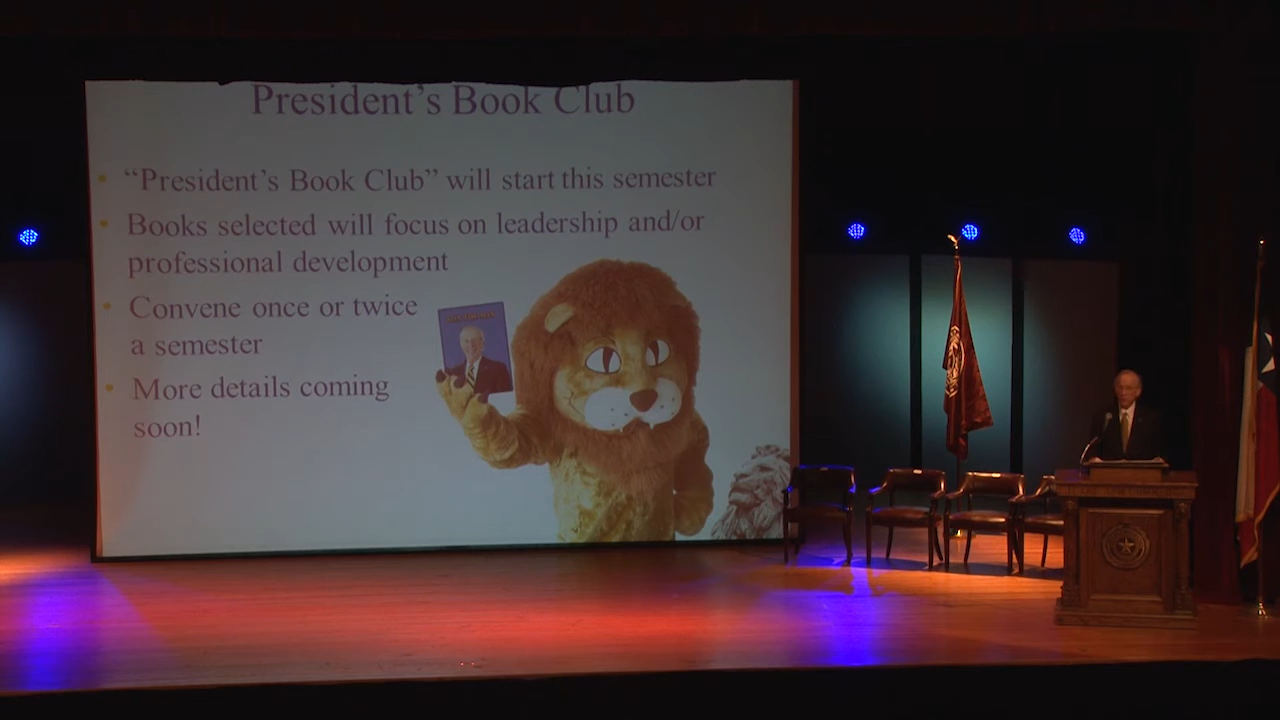 President's Book Club
“President's Book Club” will start this semester
Books selected will focus on leadership and/or
professional development
Convene once or twice
a semester
More details coming
soon!